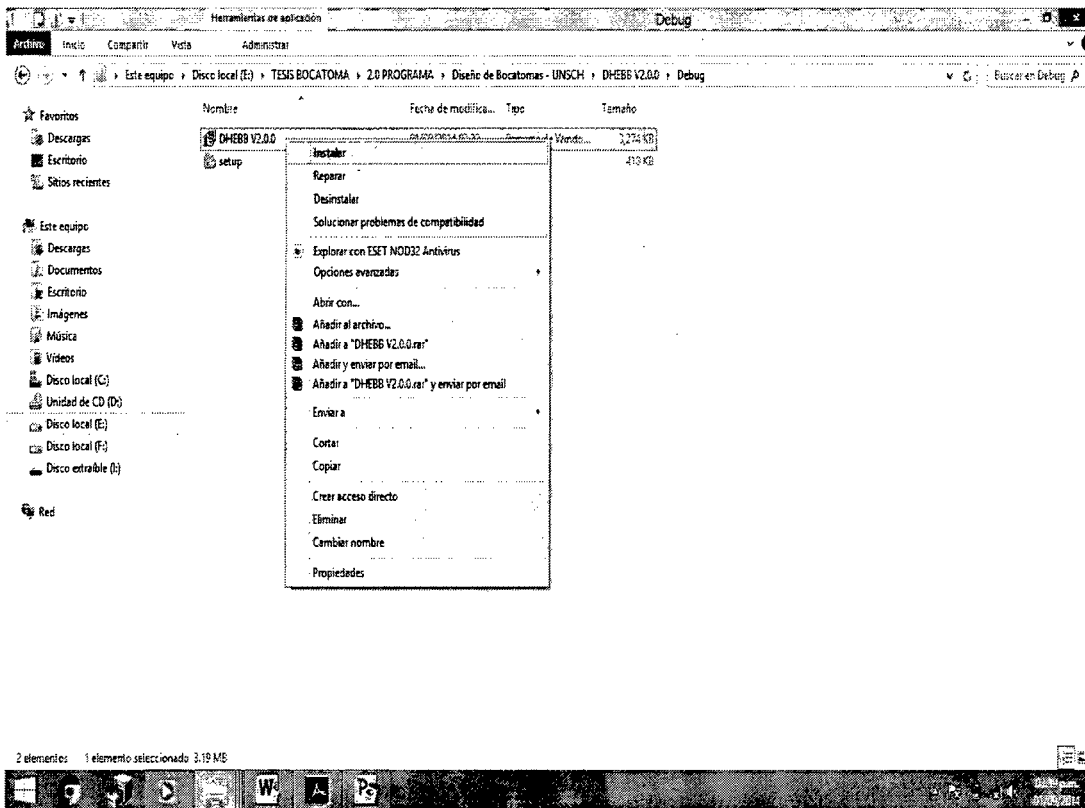 Herramientas de aplicación
Debug
Archivo Inicio Compartir Vista Administrar
Este equipo Disco local (E:) TESIS BOCATOMA 2.0 PROGRAMA Diseño de Bocatomas - UNSCH DHEBB V2.0.0 Debug
Buscar en Debug
Nombre Fecha de modifica... Tipo Tamaño
DHEBB V2.0.0 3,274 KB
setup 413 KB
Favoritos
Descargas
Escritorio
Sitios recientes
Este equipo
Descargas
Documentos
Escritorio
Imágenes
Música
Vídeos
Disco local (C:)
Unidad de CD (D:)
Disco local (E:)
Disco local (F:)
Disco extraíble (I:)
Red
Instalar
Reparar
Desinstalar
Solucionar problemas de compatibilidad
Explorar con ESET NOD32 Antivirus
Opciones avanzadas
Abrir con...
Añadir al archivo...
Añadir a "DHEBB V2.0.0.rar"
Añadir y enviar por email...
Añadir a "DHEBB V2.0.0.rar" y enviar por email
Enviar a
Cortar
Copiar
Crear acceso directo
Eliminar
Cambiar nombre
Propiedades
2 elementos 1 elemento seleccionado 3.19 MB